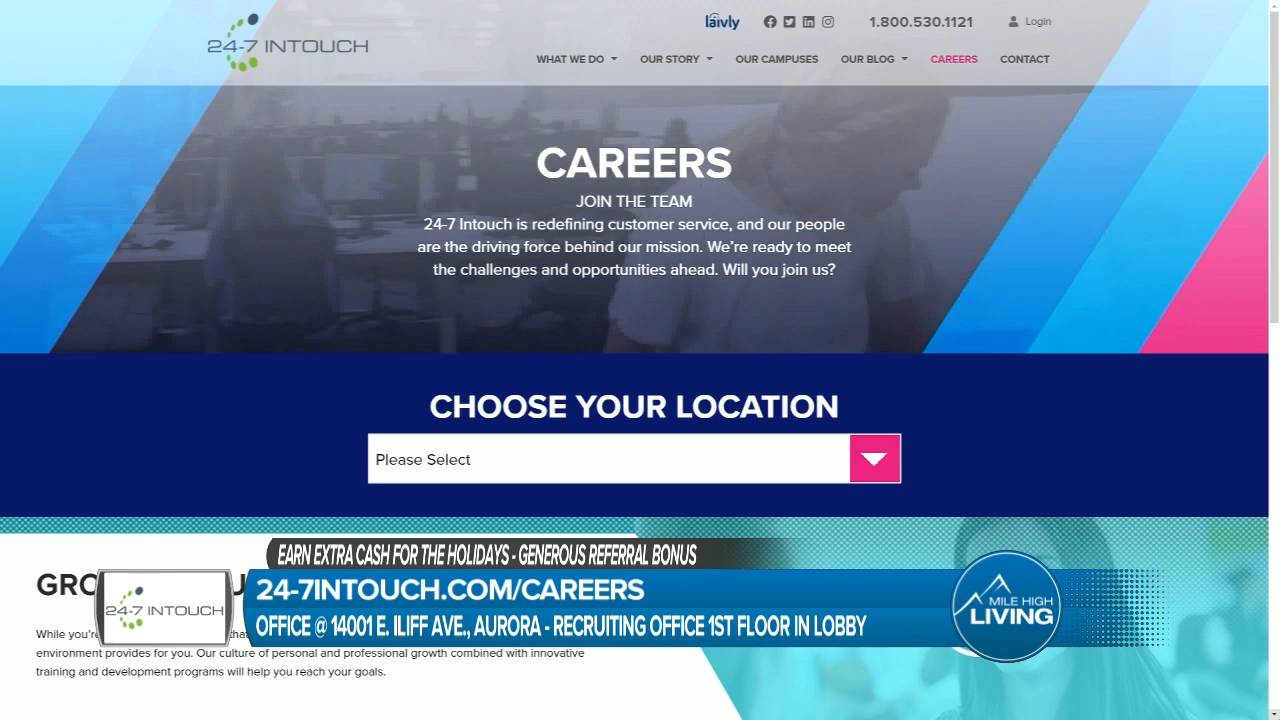 laivly
1.800.530.1121
Login
24-7 INTOUCH
WHAT WE DO
OUR STORY
OUR CAMPUSES
OUR BLOG
CAREERS
CONTACT
CAREERS
JOIN THE TEAM
24-7 Intouch is redefining customer service, and our people
are the driving force behind our mission. We're ready to meet
the challenges and opportunities ahead. Will you join us?
CHOOSE YOUR LOCATION
Please Select
EARN EXTRA CASH FOR THE HOLIDAYS - GENEROUS REFERRAL BONUS
24-7 INTOUCH
24-7INTOUCH.COM/CAREERS
OFFICE @ 14001 E. ILIFF AVE., AURORA - RECRUITING OFFICE 1ST FLOOR IN LOBBY
MILE HIGH
LIVING
While you're
environment provides for you. Our culture of personal and professional growth combined with innovative
training and development programs will help you reach your goals.